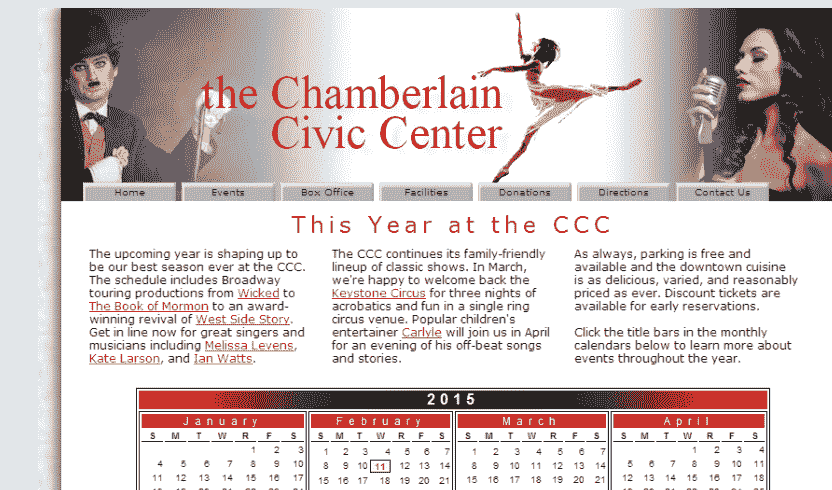 the Chamberlain
Civic Center
Home Events Box Office Facilities Donations Directions Contact Us
This Year at the CCC
The upcoming year is shaping up to
be our best season ever at the CCC.
The schedule includes Broadway
touring productions from Wicked to
The Book of Mormon to an award-
winning revival of West Side Story.
Get in line now for great singers and
musicians including Melissa Levens,
Kate Larson, and Ian Watts.
The CCC continues its family-friendly
lineup of classic shows. In March,
we're happy to welcome back the
Keystone Circus for three nights of
acrobatics and fun in a single ring
circus venue. Popular children's
entertainer Carlyle will join us in April
for an evening of his off-beat songs
and stories.
As always, parking is free and
available and the downtown cuisine
is as delicious, varied, and reasonably
priced as ever. Discount tickets are
available for early reservations.
Click the title bars in the monthly
calendars below to learn more about
events throughout the year.
2015
January
S M T W R F S
1 2 3
4 5 6 7 8 9 10
11 12 13 14 15 16 17
February
S M T W R F S
1 2 3 4 5 6 7
8 9 10 11 12 13 14
15 16 17 18 19 20 21
March
S M T W R F S
1 2 3 4 5 6 7
8 9 10 11 12 13 14
15 16 17 18 19 20 21
April
S M T W R F S
1 2 3 4
5 6 7 8 9 10 11
12 13 14 15 16 17 18